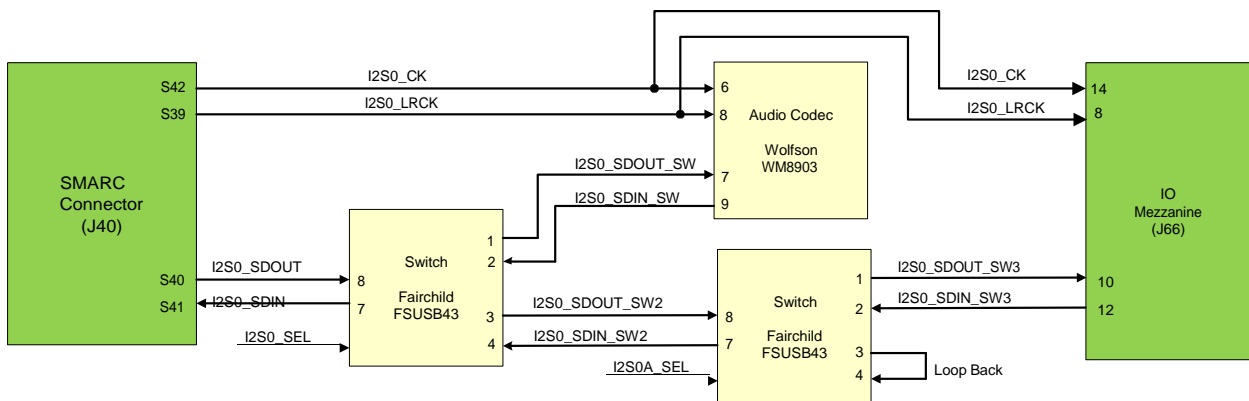 I2S0_CK
I2S0_LRCK
S42
S39
SMARC
Connector
(J40)
S40
S41
I2S0_SDOUT
I2S0_SDIN
I2S0_SEL
8
7
Switch
Fairchild
FSUSB43
1
2
3
4
I2S0_SDOUT_SW
I2S0_SDIN_SW
6
8
7
9
Audio Codec
Wolfson
WM8903
I2S0_SDOUT_SW2
I2S0_SDIN_SW2
I2S0A_SEL
8
7
Switch
Fairchild
FSUSB43
1
2
3
4
Loop Back
I2S0_CK
I2S0_LRCK
I2S0_SDOUT_SW3
I2S0_SDIN_SW3
14
8
IO
Mezzanine
(J66)
10
12